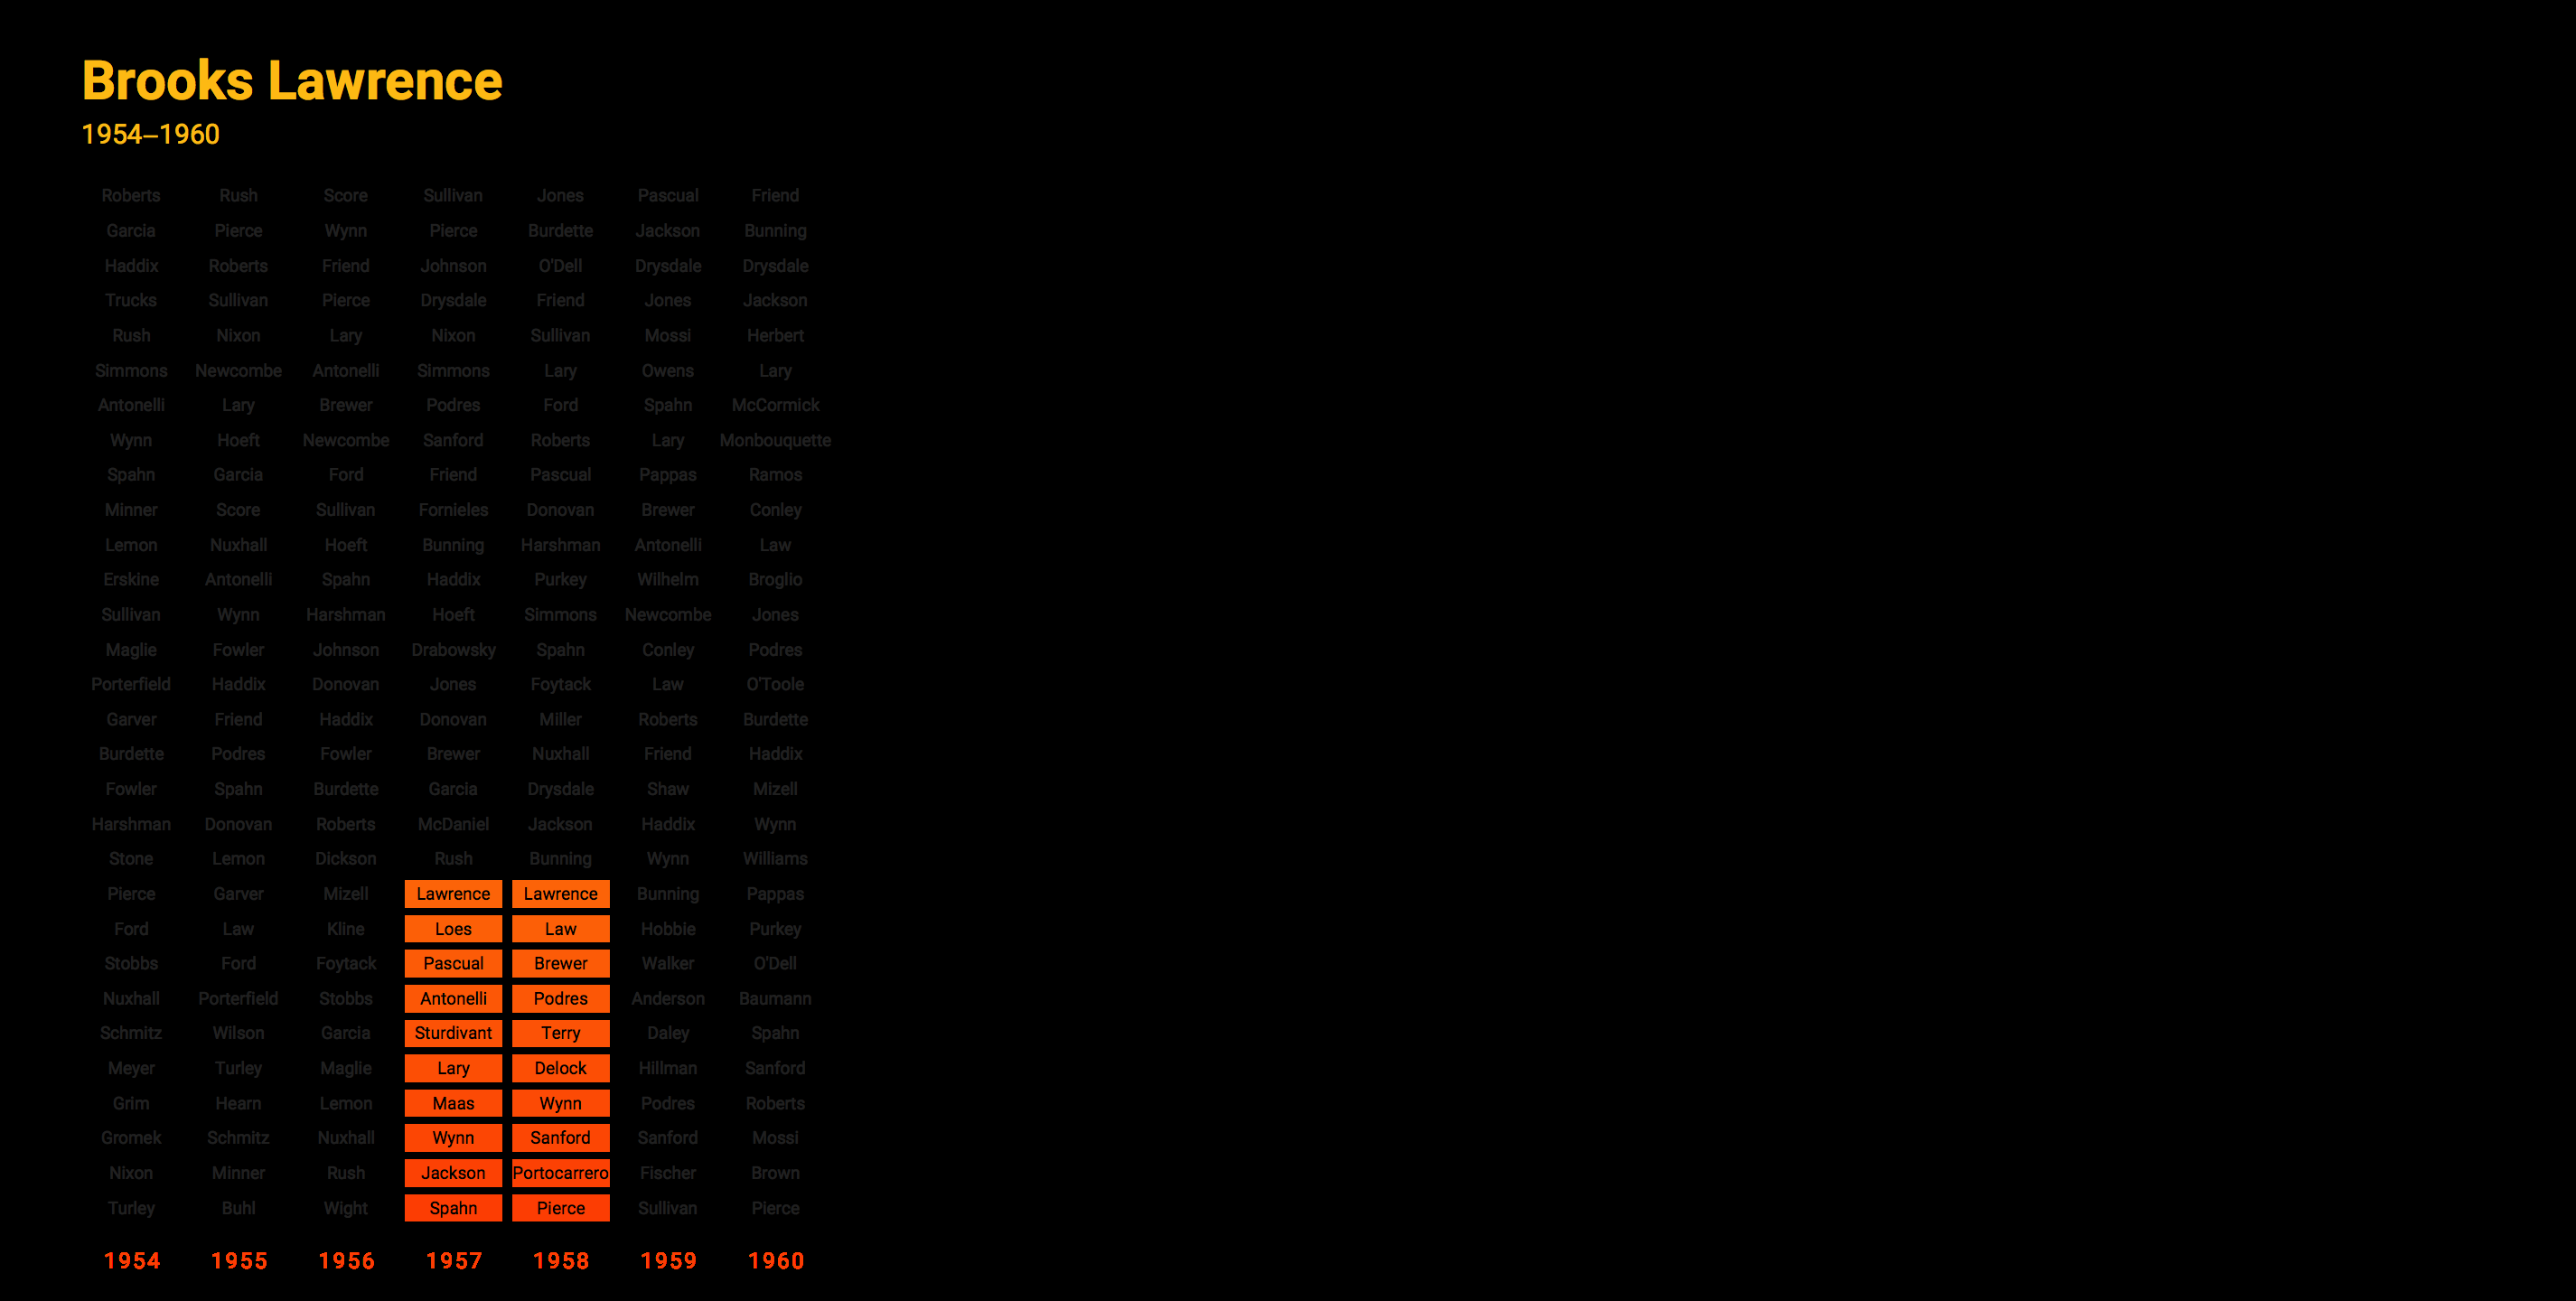 Brooks Lawrence
1954–1960
Roberts Rush Score Sullivan Jones Pascual Friend
Garcia Pierce Wynn Pierce Burdette Jackson Bunning
Haddix Roberts Friend Johnson O'Dell Drysdale Drysdale
Trucks Sullivan Pierce Drysdale Friend Jones Jackson
Rush Nixon Lary Nixon Sullivan Mossi Herbert
Simmons Newcombe Antonelli Simmons Lary Owens Lary
Antonelli Lary Brewer Podres Ford Spahn McCormick
Wynn Hoeft Newcombe Sanford Roberts Lary Monbouquette
Spahn Garcia Ford Friend Pascual Pappas Ramos
Minner Score Sullivan Fornieles Donovan Brewer Conley
Lemon Nuxhall Hoeft Bunning Harshman Antonelli Law
Erskine Antonelli Spahn Haddix Purkey Wilhelm Broglio
Sullivan Wynn Harshman Hoeft Simmons Newcombe Jones
Maglie Fowler Johnson Drabowsky Spahn Conley Podres
Porterfield Haddix Donovan Jones Foytack Law O'Toole
Garver Friend Haddix Donovan Miller Roberts Burdette
Burdette Podres Fowler Brewer Nuxhall Friend Haddix
Fowler Spahn Burdette Garcia Drysdale Shaw Mizell
Harshman Donovan Roberts McDaniel Jackson Haddix Wynn
Stone Lemon Dickson Rush Bunning Wynn Williams
Pierce Garver Mizell Lawrence Lawrence Bunning Pappas
Ford Law Kline Loes Law Hobbie Purkey
Stobbs Ford Foytack Pascual Brewer Walker O'Dell
Nuxhall Porterfield Stobbs Antonelli Podres Anderson Baumann
Schmitz Wilson Garcia Sturdivant Terry Daley Spahn
Meyer Turley Maglie Lary Delock Hillman Sanford
Grim Hearn Lemon Maas Wynn Podres Roberts
Gromek Schmitz Nuxhall Wynn Sanford Sanford Mossi
Nixon Minner Rush Jackson Portocarrero Fischer Brown
Turley Buhl Wight Spahn Pierce Sullivan Pierce
1954 1955 1956 1957 1958 1959 1960